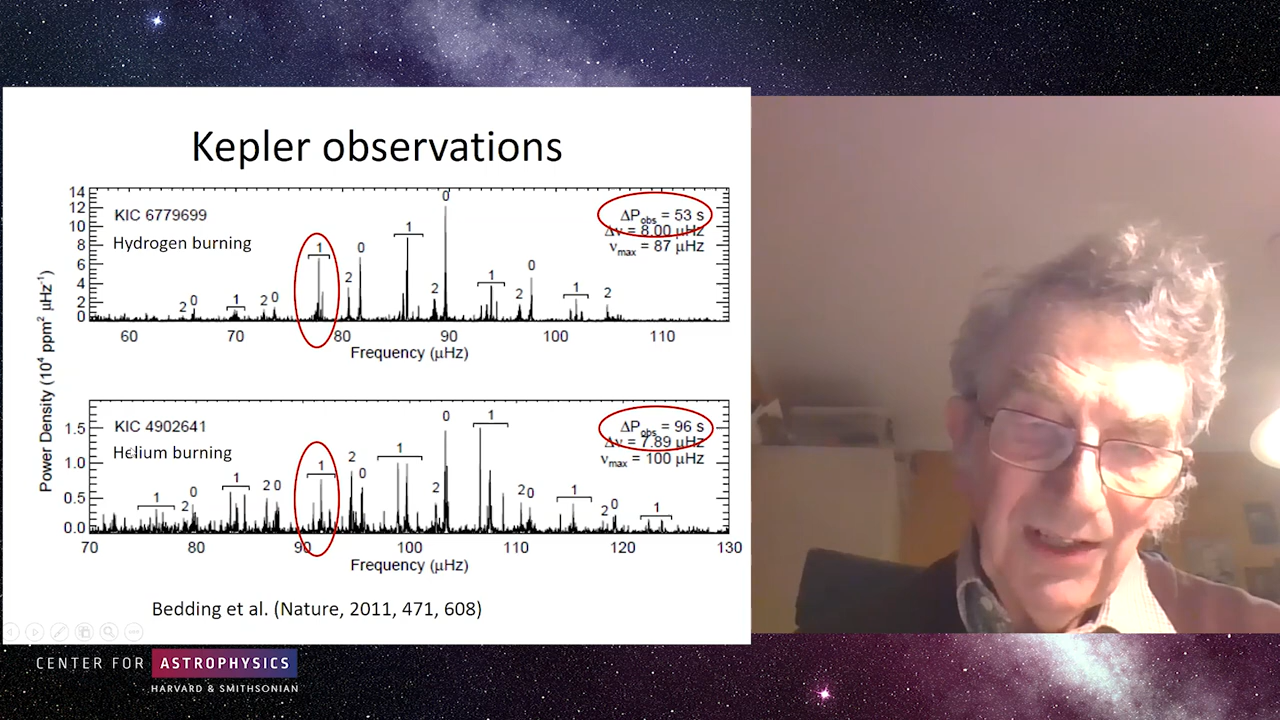 Kepler observations
14
12
10
8
6
4
2
0
KIC 6779699
Hydrogen burning
ΔPobs = 53 s
Δν = 8.00 μHz
νmax = 87 μHz
2 0 1 2 0 1 2 0 1 2 0 1 2 0 1 2
60 70 80 90 100 110
Frequency (μHz)
Power Density (10⁴ ppm² μHz⁻¹)
1.5
1.0
0.5
0.0
KIC 4902641
Helium burning
ΔPobs = 96 s
Δν = 7.89 μHz
νmax = 100 μHz
1 2 0 1 2 0 1 2 0 1 2 0 1 2 0 1 2 0 1
70 80 90 100 110 120 130
Frequency (μHz)
Bedding et al. (Nature, 2011, 471, 608)
CENTER FOR ASTROPHYSICS
HARVARD & SMITHSONIAN